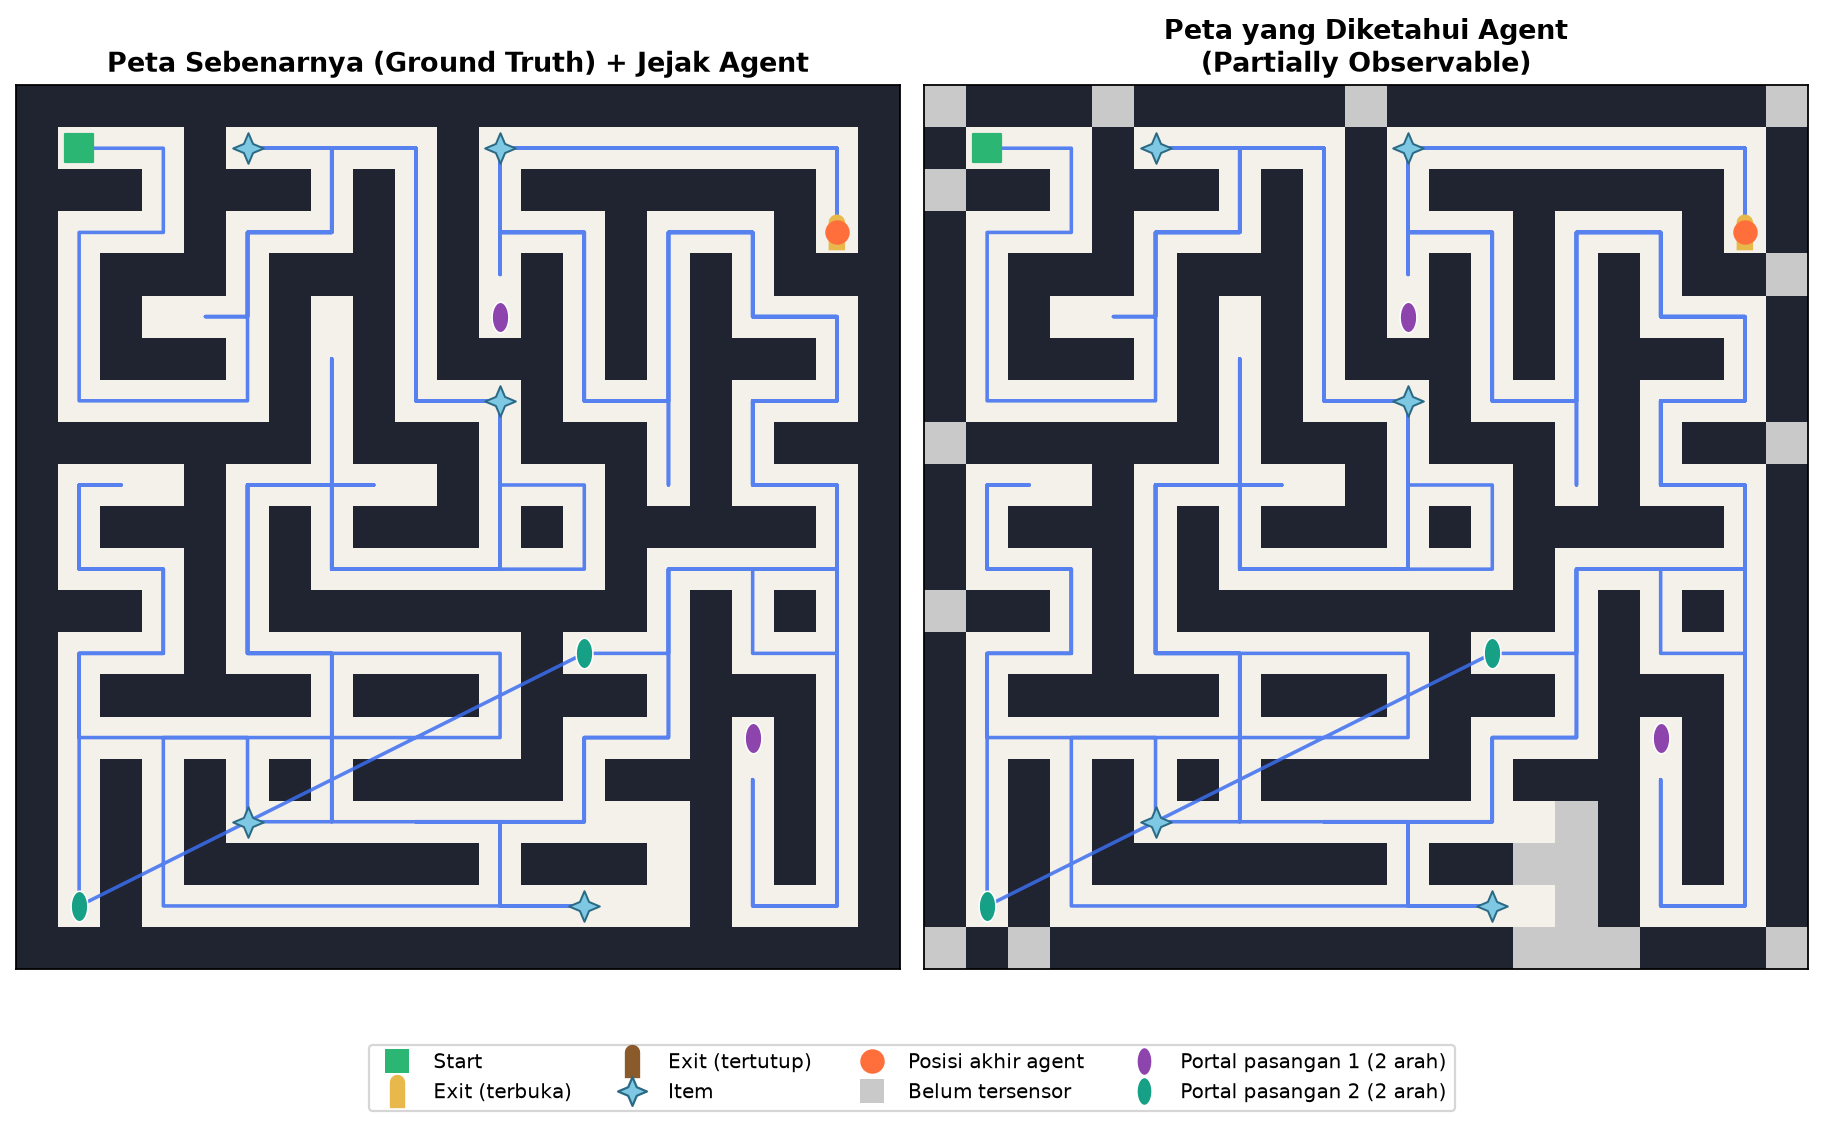 Peta Sebenarnya (Ground Truth) + Jejak Agent
Peta yang Diketahui Agent
(Partially Observable)
Start
Exit (terbuka)
Exit (tertutup)
Item
Posisi akhir agent
Belum tersensor
Portal pasangan 1 (2 arah)
Portal pasangan 2 (2 arah)